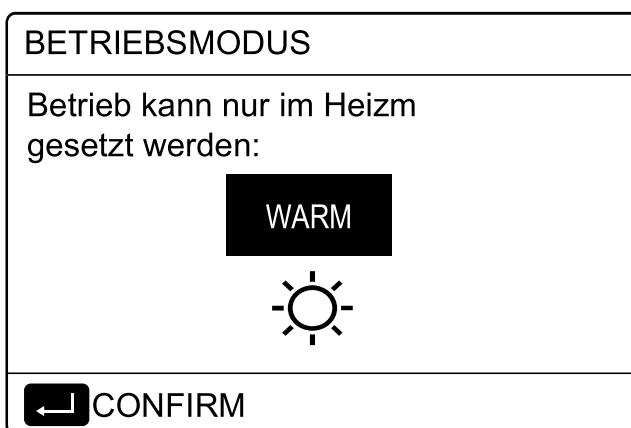 BETRIEBSMODUS
Betrieb kann nur im Heizm
gesetzt werden:
WARM
CONFIRM